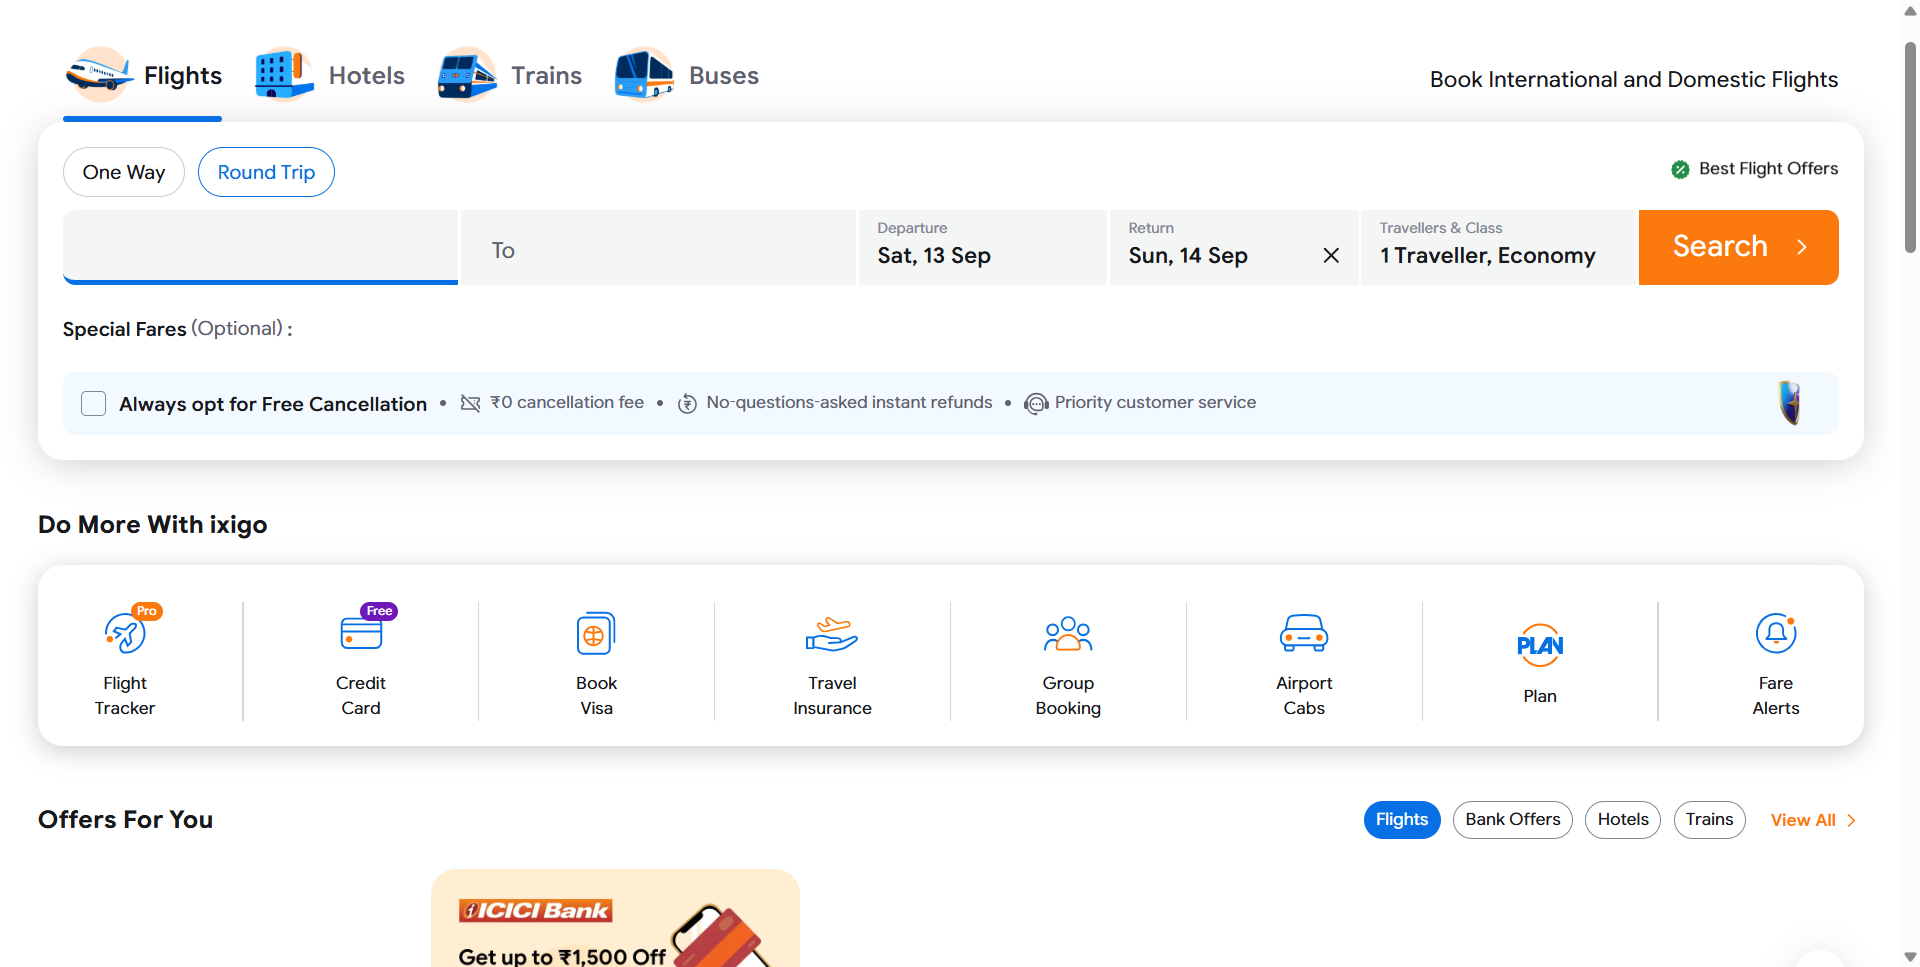 Flights
Hotels
Trains
Buses
Book International and Domestic Flights
One Way
Round Trip
Best Flight Offers
To
Departure
Sat, 13 Sep
Return
Sun, 14 Sep
Travellers & Class
1 Traveller, Economy
Search
Special Fares (Optional) :
Always opt for Free Cancellation • ₹0 cancellation fee • No-questions-asked instant refunds • Priority customer service
Do More With ixigo
Pro
Flight
Tracker
Free
Credit
Card
Book
Visa
Travel
Insurance
Group
Booking
Airport
Cabs
PLAN
Plan
Fare
Alerts
Offers For You
Flights
Bank Offers
Hotels
Trains
View All
ICICI Bank
Get up to ₹1,500 Off